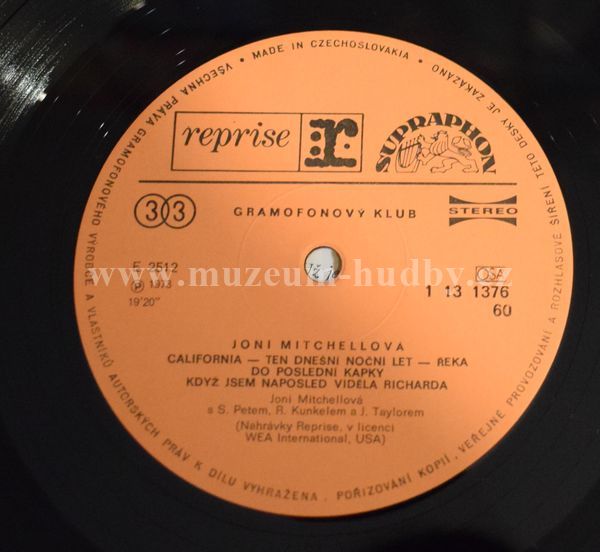 VŠECHNA PRÁVA GRAMOFONOVÉHO VÝROBCE A VLASTNÍKŮ AUTORSKÝCH PRÁV K DÍLU VYHRAŽENA. POŘIZOVÁNÍ KOPIÍ, VEŘEJNÉ PROVOZOVÁNÍ A ROZHLASOVÉ ŠÍŘENÍ TÉTO DESKY JE ZAKÁZÁNO
• MADE IN CZECHOSLOVAKIA •
reprise r SUPRAPHON
33 GRAMOFONOVÝ KLUB STEREO
www.muzeum-hudby.cz
F 2512
℗ 1973
19'20"
OSA
1 13 1376
60
JONI MITCHELLOVÁ
CALIFORNIA — TEN DNEŠNÍ NOČNÍ LET — ŘEKA
DO POSLEDNÍ KAPKY
KDYŽ JSEM NAPOSLED VIDĚLA RICHARDA
Joni Mitchellová
s S. Petem, R. Kunkelem a J. Taylorem
(Nahrávky Reprise, v licenci
WEA International, USA)